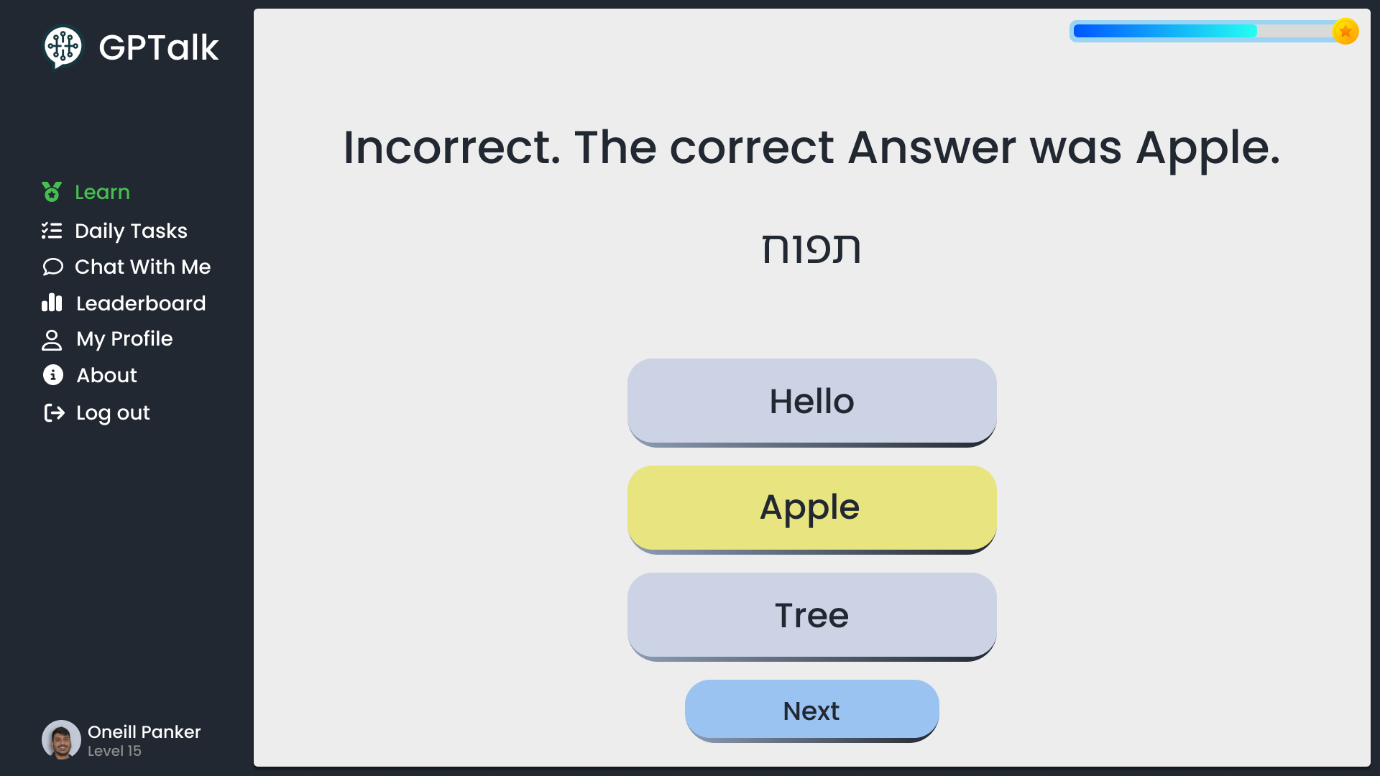 GPTalk
Learn
Daily Tasks
Chat With Me
Leaderboard
My Profile
About
Log out
Oneill Panker
Level 15
Incorrect. The correct Answer was Apple.
תפוח
Hello
Apple
Tree
Next